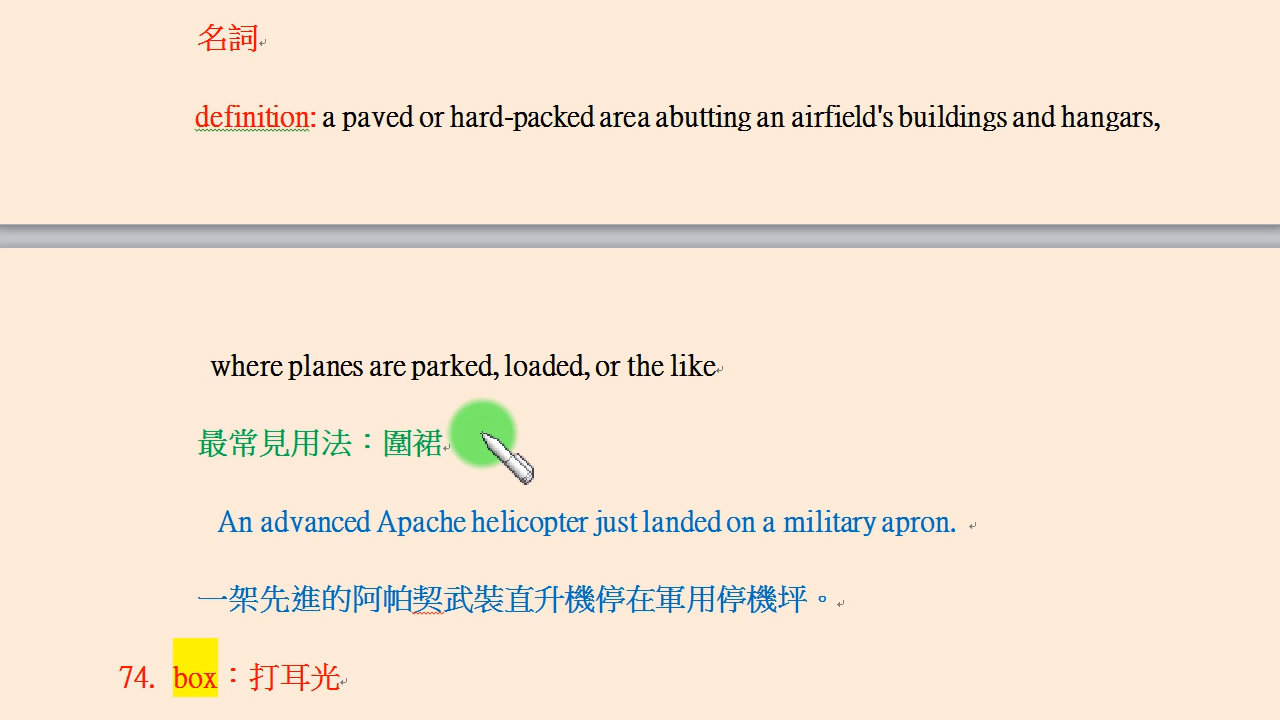 名詞
definition: a paved or hard-packed area abutting an airfield's buildings and hangars,
where planes are parked, loaded, or the like
最常見用法：圍裙
An advanced Apache helicopter just landed on a military apron.
一架先進的阿帕契武裝直升機停在軍用停機坪。
74. box：打耳光